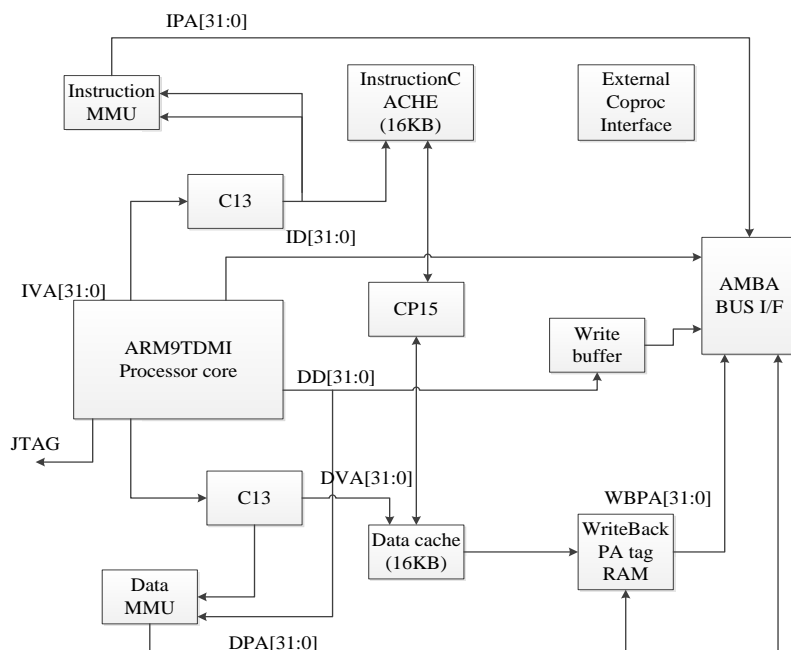 IPA[31:0]
Instruction
MMU
InstructionC
ACHE
(16KB)
External
Coproc
Interface
C13
ID[31:0]
IVA[31:0]
AMBA
BUS I/F
CP15
ARM9TDMI
Processor core
Write
buffer
DD[31:0]
JTAG
C13
DVA[31:0]
WBPA[31:0]
Data cache
(16KB)
WriteBack
PA tag
RAM
Data
MMU
DPA[31:0]